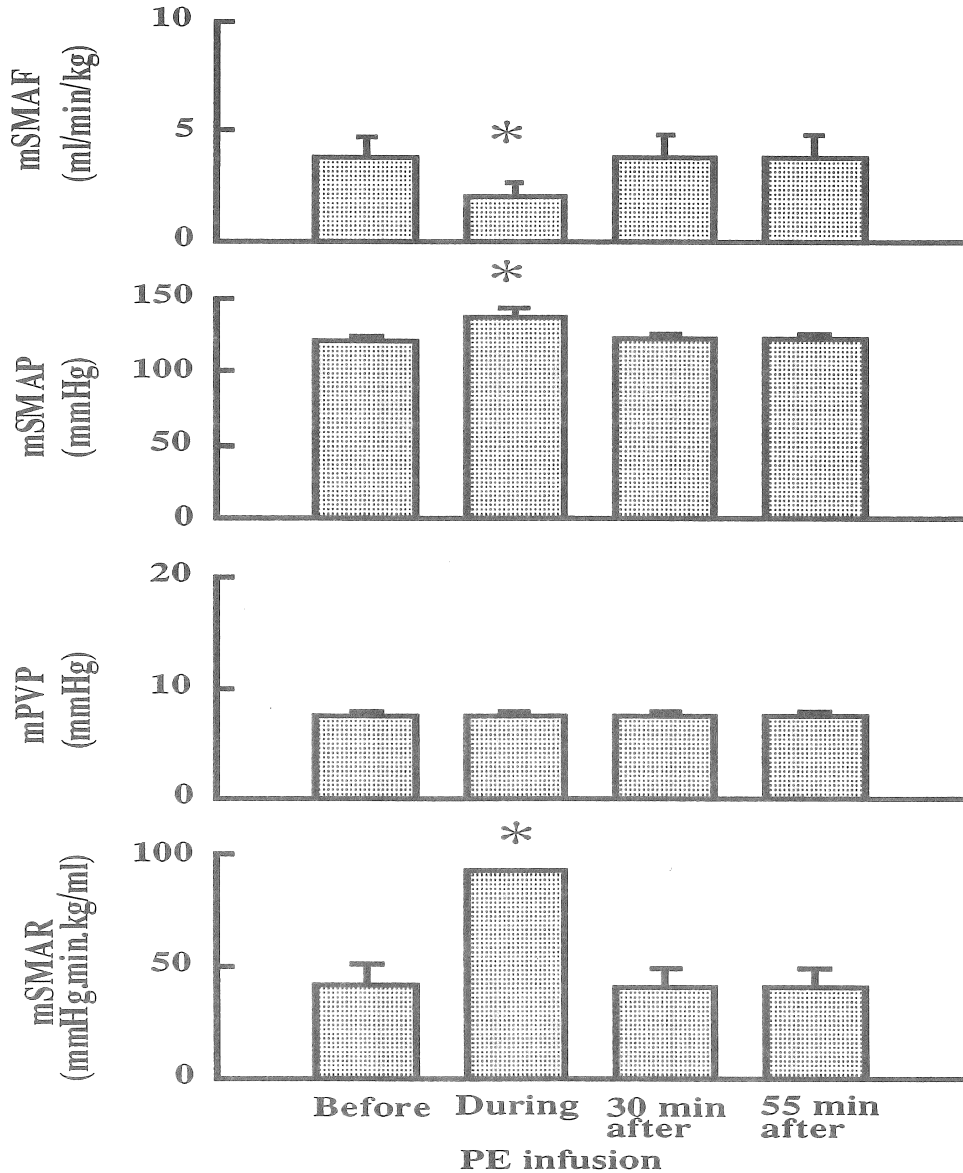 10
mSMAF
(ml/min/kg)
5
*
0
*
150
mSMAP
(mmHg)
100
50
0
20
mPVP
(mmHg)
10
0
*
100
mSMAR
(mmHg.min.kg/ml)
50
0
Before During 30 min after 55 min after
PE infusion